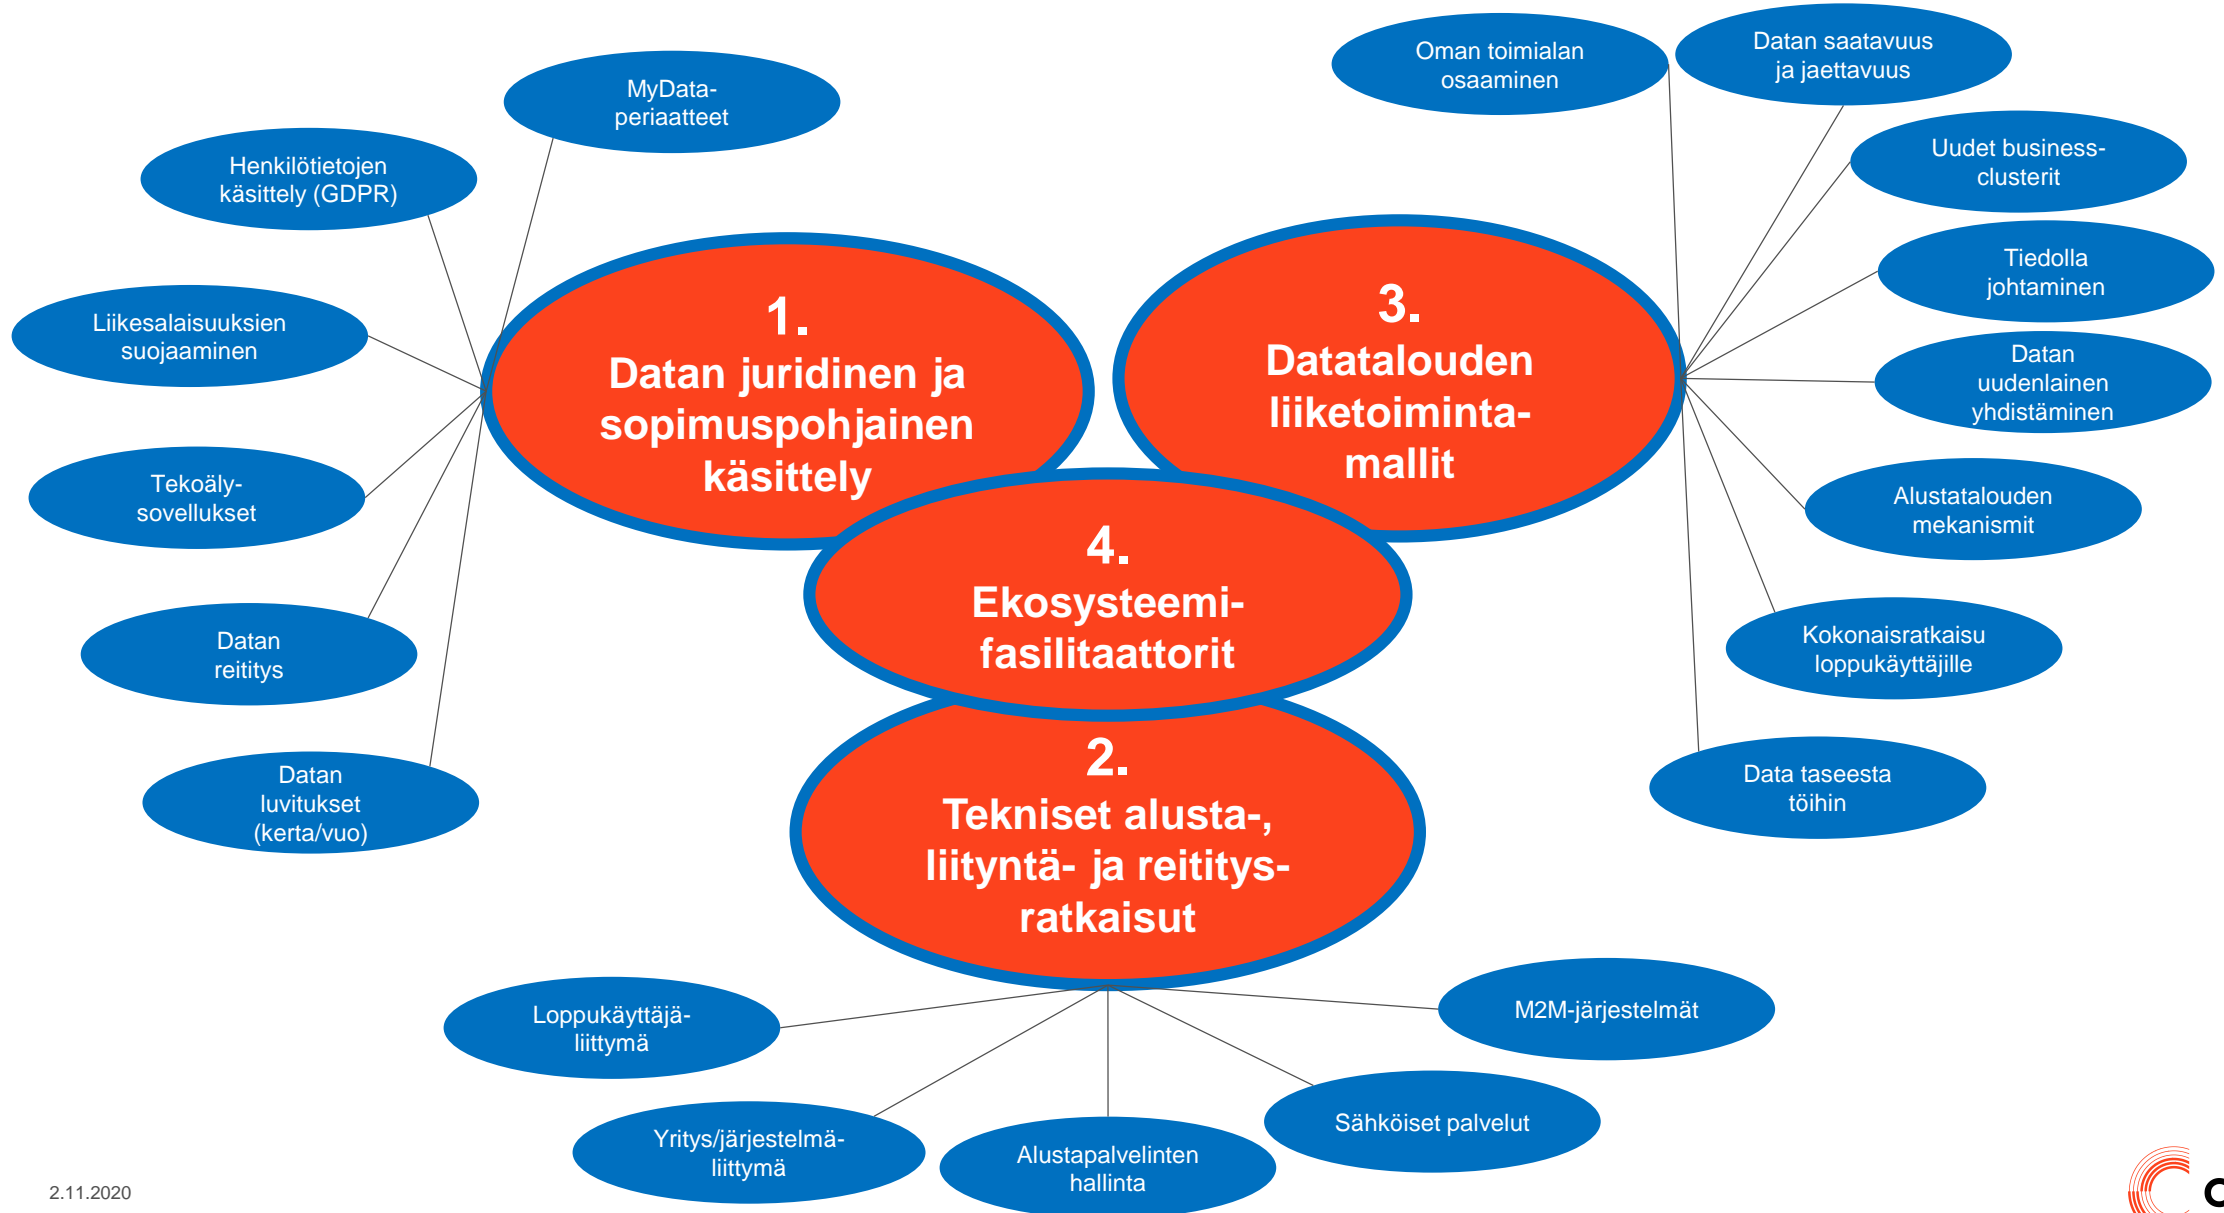 MyData-
periaatteet
Henkilötietojen
käsittely (GDPR)
Liikesalaisuuksien
suojaaminen
Tekoäly-
sovellukset
Datan
reititys
Datan
luvitukset
(kerta/vuo)
1.
Datan juridinen ja
sopimuspohjainen
käsittely
3.
Datatalouden
liiketoiminta-
mallit
4.
Ekosysteemi-
fasilitaattorit
2.
Tekniset alusta-,
liityntä- ja reititys-
ratkaisut
Oman toimialan
osaaminen
Datan saatavuus
ja jaettavuus
Uudet business-
clusterit
Tiedolla
johtaminen
Datan
uudenlainen
yhdistäminen
Alustatalouden
mekanismit
Kokonaisratkaisu
loppukäyttäjille
Data taseesta
töihin
Loppukäyttäjä-
liittymä
Yritys/järjestelmä-
liittymä
Alustapalvelinten
hallinta
Sähköiset palvelut
M2M-järjestelmät
2.11.2020